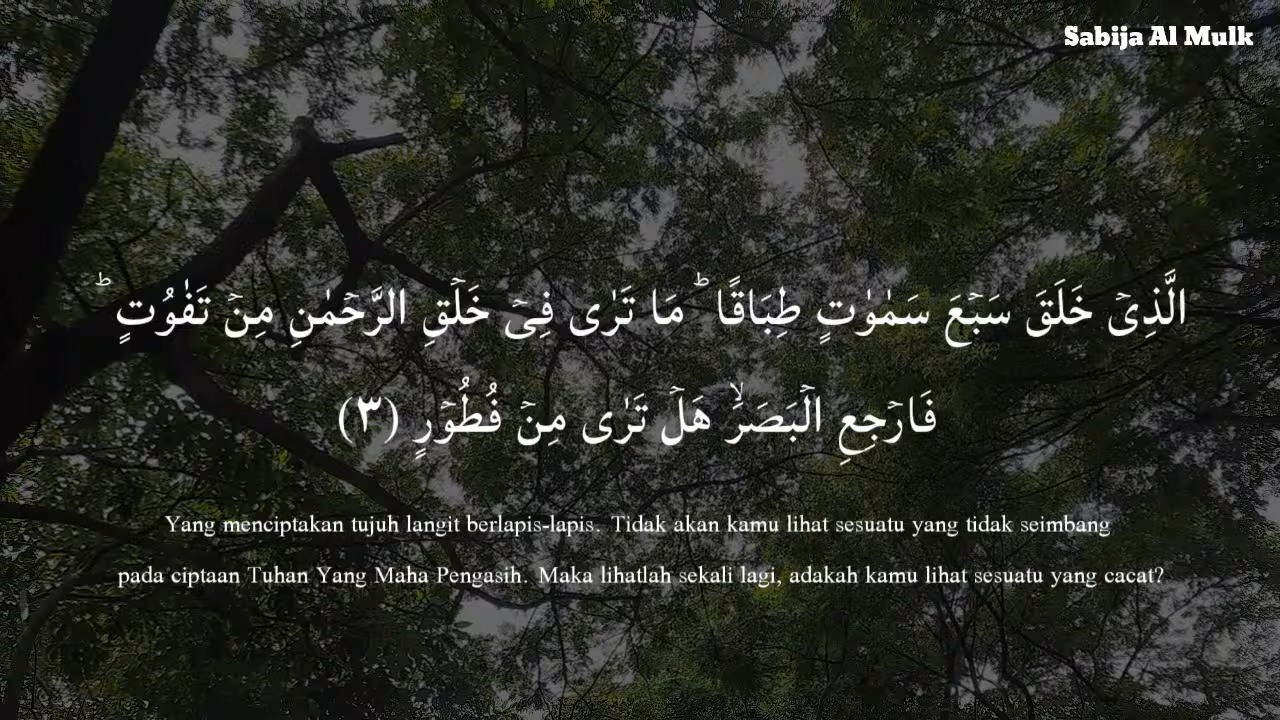 Sabija Al Mulk
الَّذِیۡ خَلَقَ سَبۡعَ سَمٰوٰتٍ طِبَاقًا ؕ مَا تَرٰی فِیۡ خَلۡقِ الرَّحۡمٰنِ مِنۡ تَفٰوُتٍ ؕ
فَارۡجِعِ الۡبَصَرَ ۙ هَلۡ تَرٰی مِنۡ فُطُوۡرٍ ﴿۳﴾
Yang menciptakan tujuh langit berlapis-lapis. Tidak akan kamu lihat sesuatu yang tidak seimbang
pada ciptaan Tuhan Yang Maha Pengasih. Maka lihatlah sekali lagi, adakah kamu lihat sesuatu yang cacat?